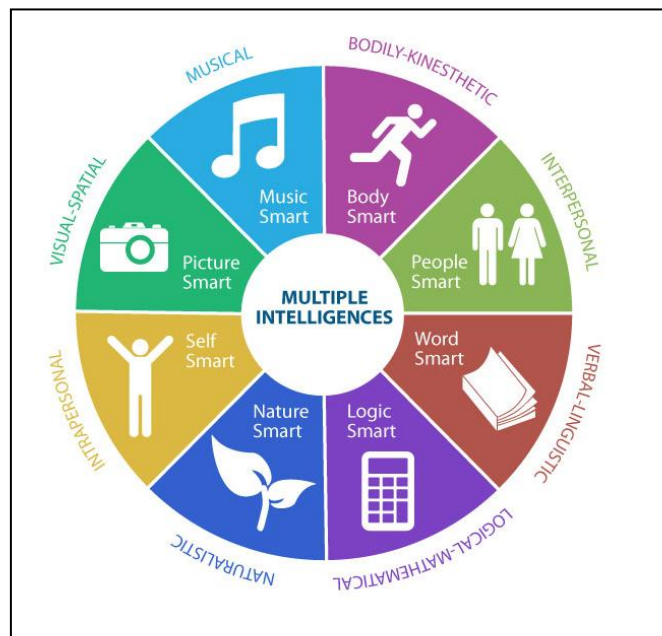 MUSICAL
BODILY-KINESTHETIC
VISUAL-SPATIAL
INTERPERSONAL
Music
Smart
Body
Smart
Picture
Smart
People
Smart
MULTIPLE
INTELLIGENCES
Self
Smart
Word
Smart
Nature
Smart
Logic
Smart
INTRAPERSONAL
VERBAL-LINGUISTIC
NATURALISTIC
LOGICAL-MATHEMATICAL